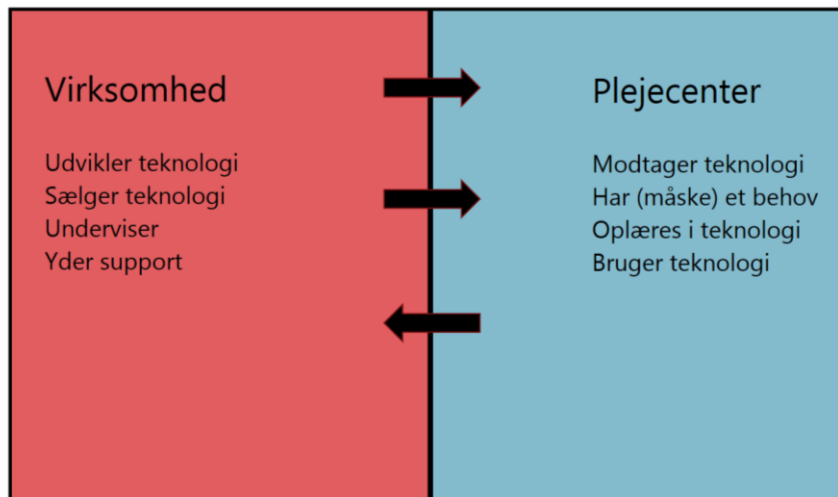 Virksomhed
Udvikler teknologi
Sælger teknologi
Underviser
Yder support
Plejecenter
Modtager teknologi
Har (måske) et behov
Oplæres i teknologi
Bruger teknologi